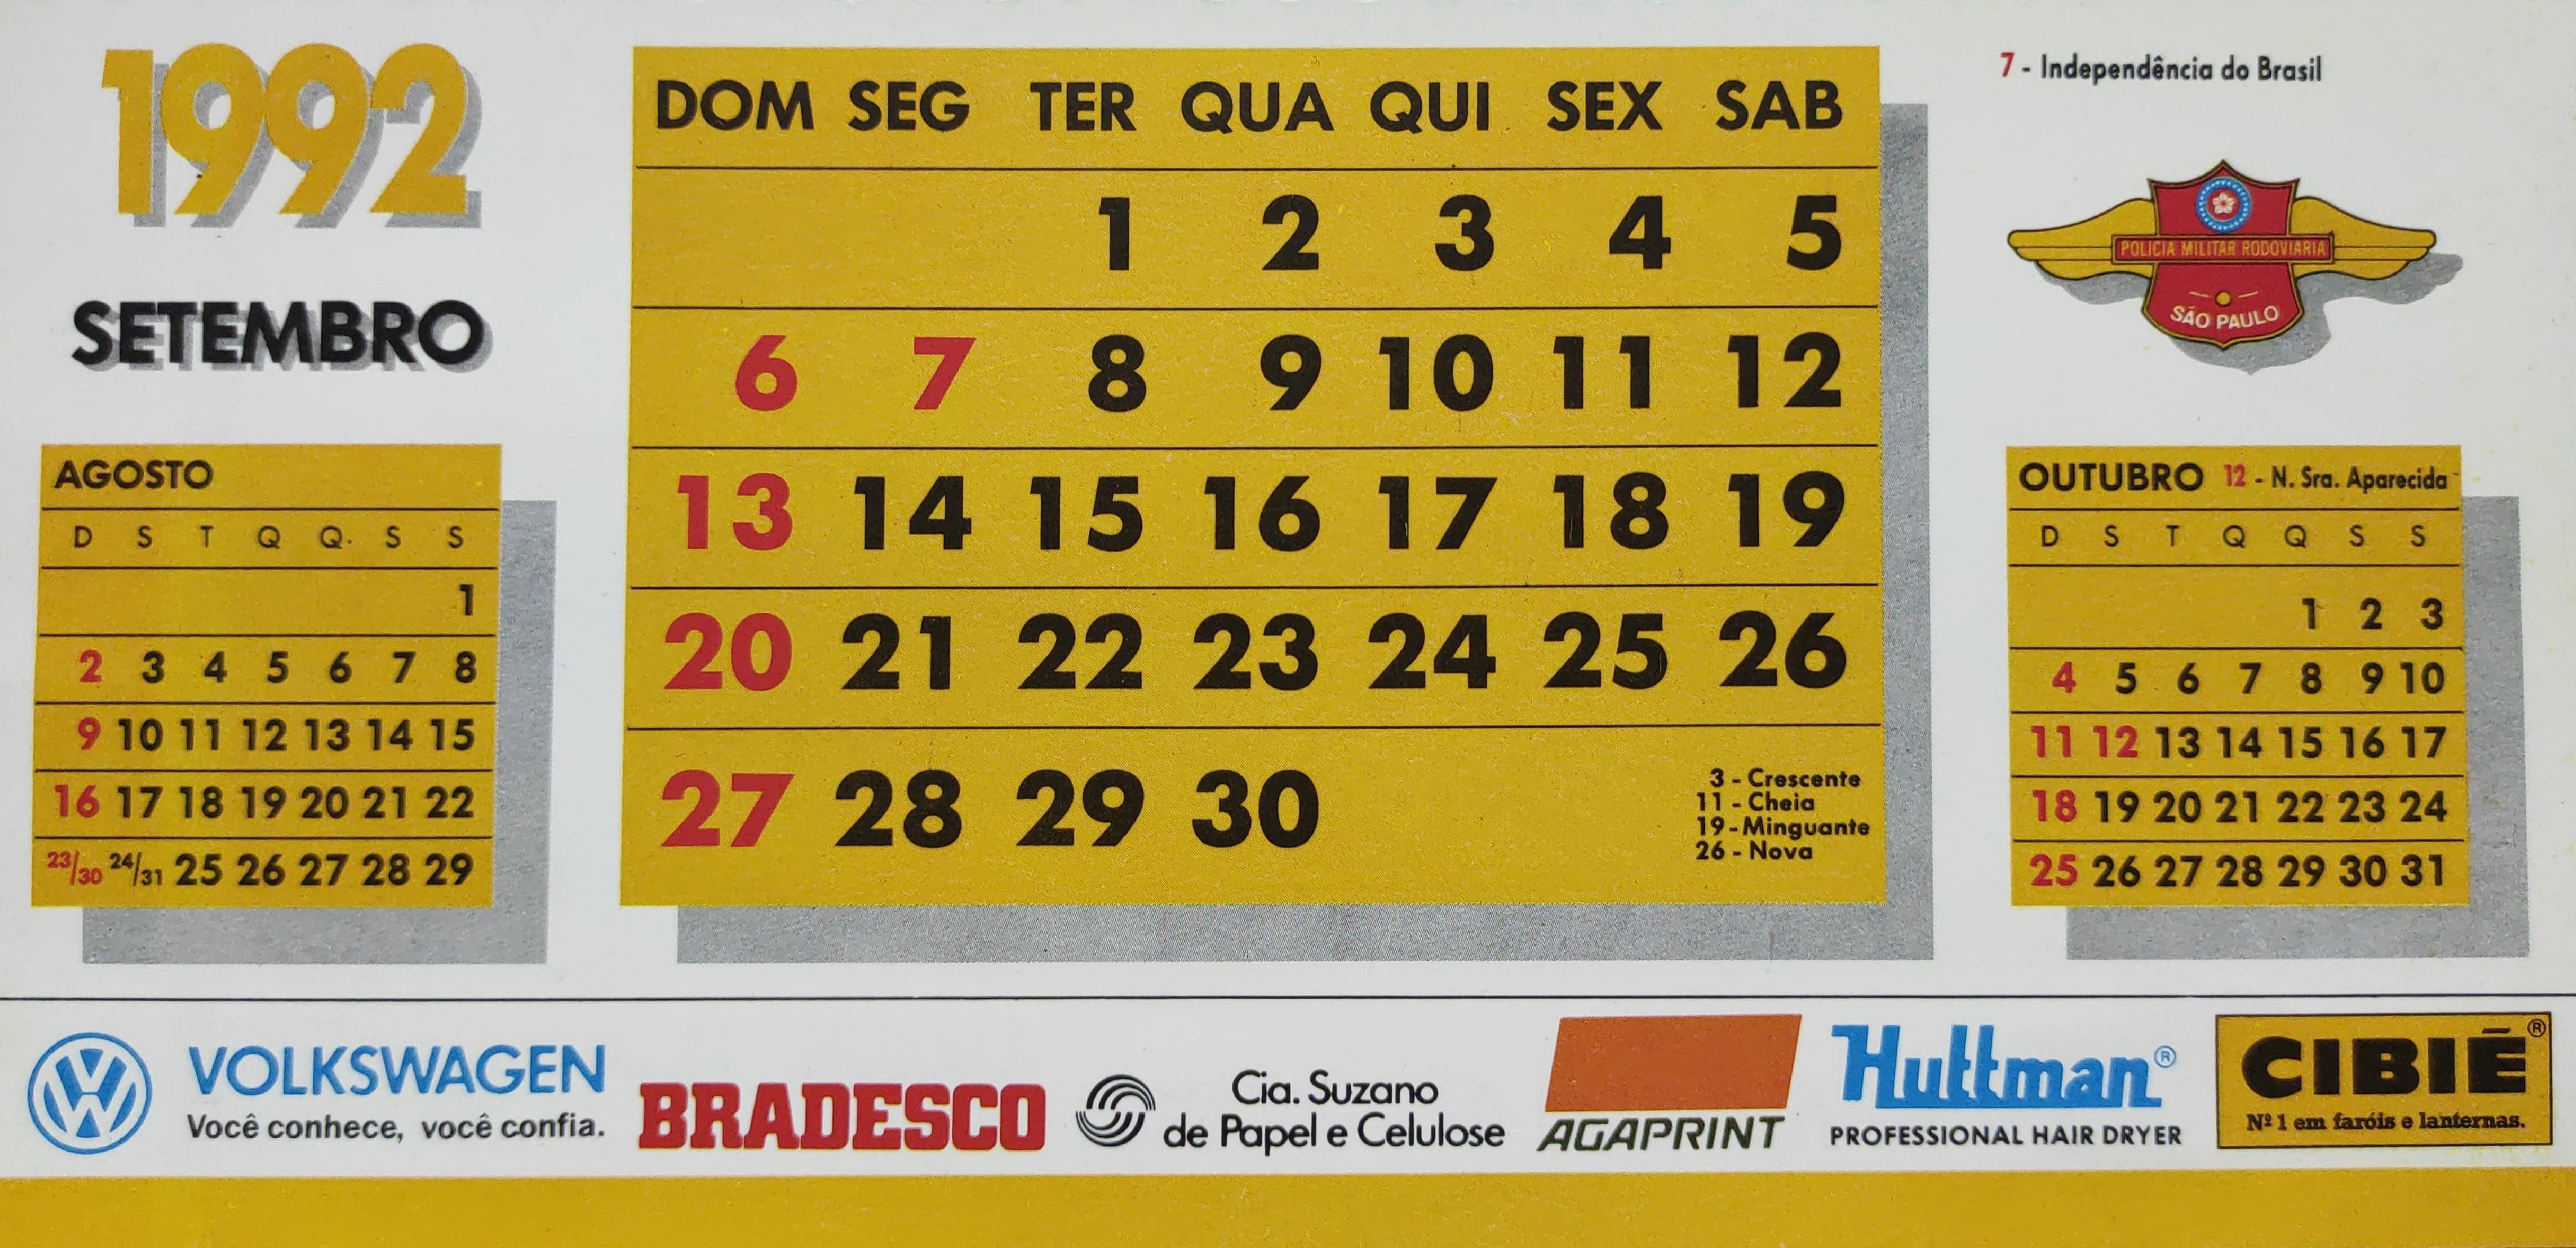 1992
SETEMBRO
AGOSTO
D S T Q Q S S
1
2 3 4 5 6 7 8
9 10 11 12 13 14 15
16 17 18 19 20 21 22
23/30 24/31 25 26 27 28 29
DOM SEG TER QUA QUI SEX SAB
1 2 3 4 5
6 7 8 9 10 11 12
13 14 15 16 17 18 19
20 21 22 23 24 25 26
27 28 29 30
3 - Crescente
11 - Cheia
19 - Minguante
26 - Nova
7 - Independência do Brasil
POLICIA MILITAR RODOVIARIA
SÃO PAULO
OUTUBRO 12 - N. Sra. Aparecida
D S T Q Q S S
1 2 3
4 5 6 7 8 9 10
11 12 13 14 15 16 17
18 19 20 21 22 23 24
25 26 27 28 29 30 31
VW
VOLKSWAGEN
Você conhece, você confia.
BRADESCO
Cia. Suzano
de Papel e Celulose
AGAPRINT
Huttman®
PROFESSIONAL HAIR DRYER
CIBIÉ®
Nº 1 em faróis e lanternas.